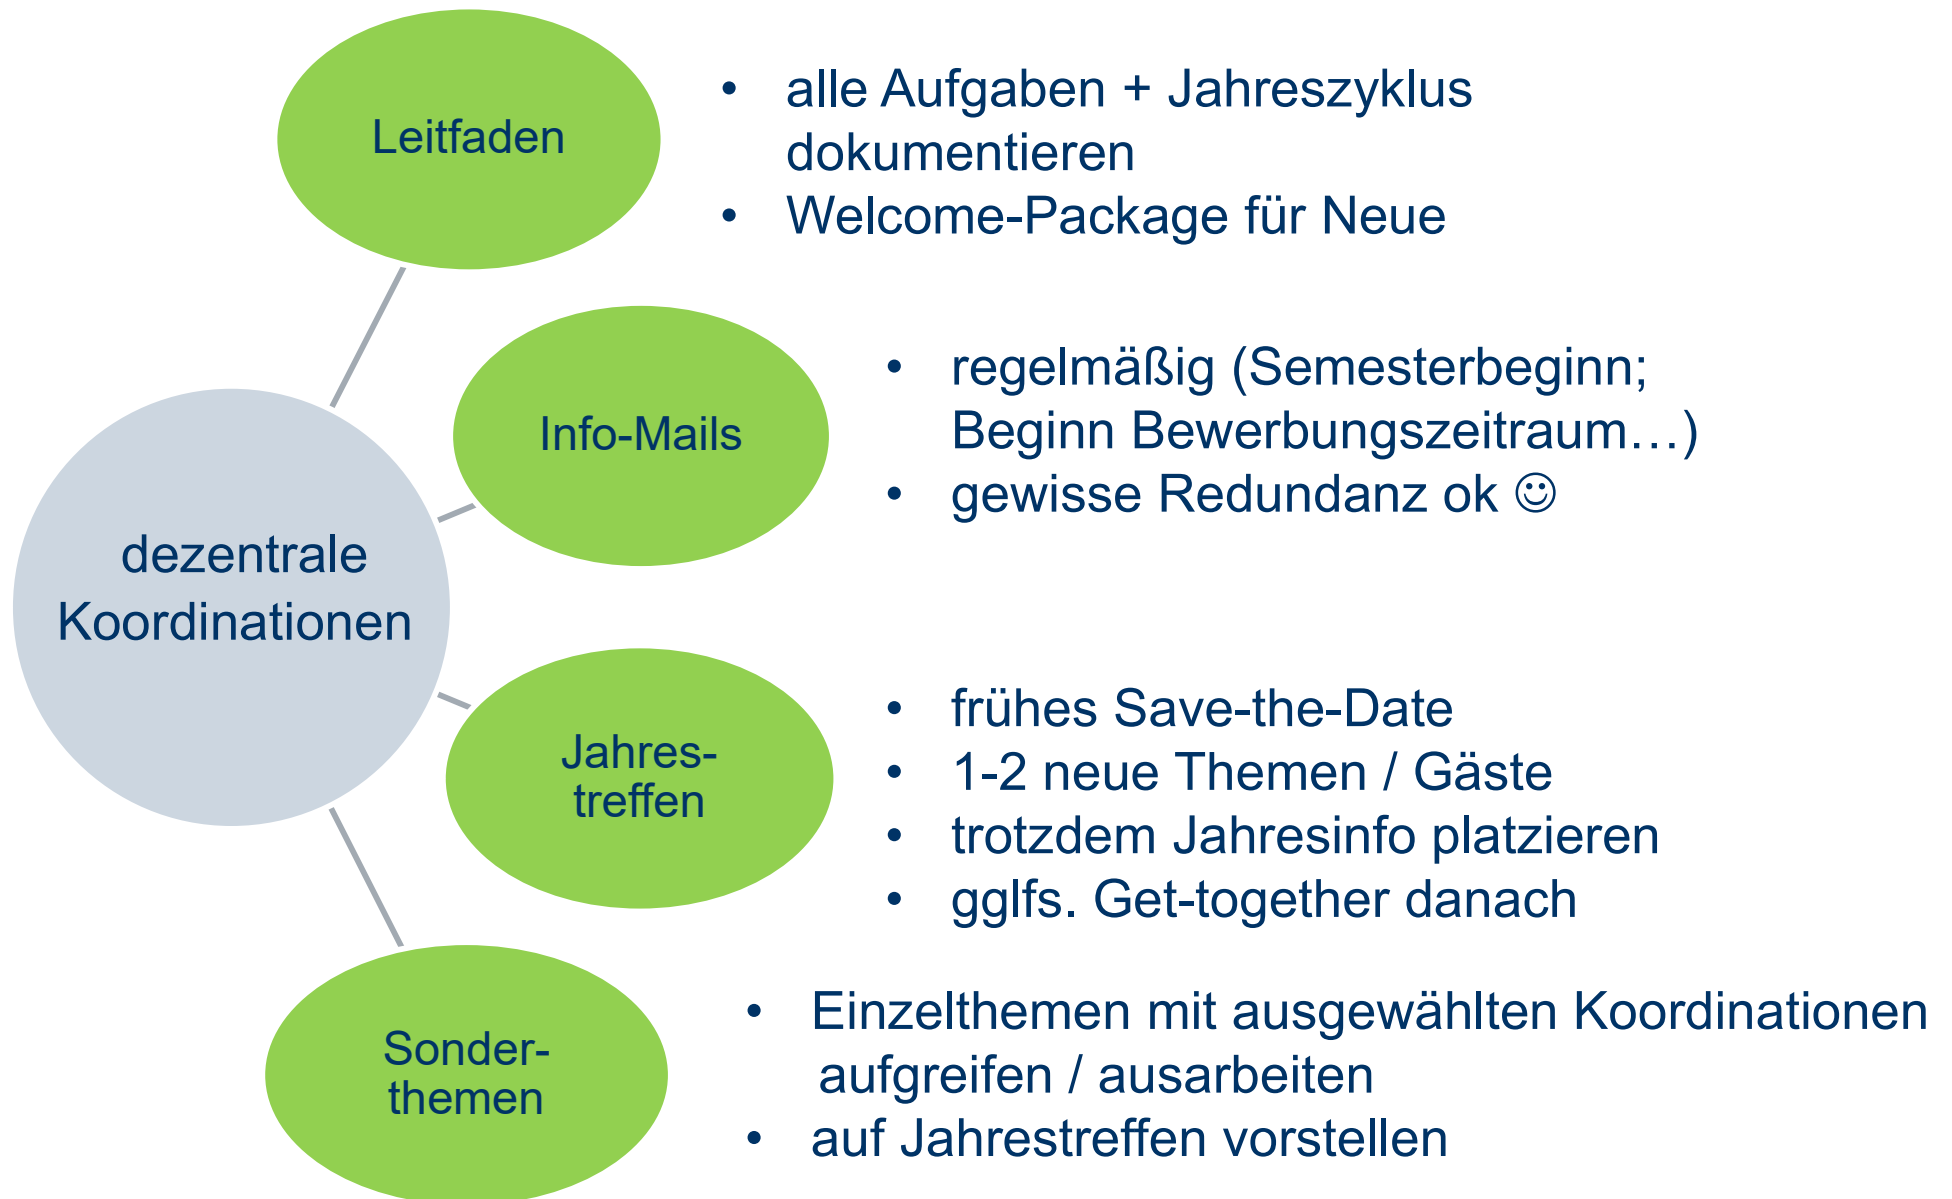 Leitfaden
• alle Aufgaben + Jahreszyklus
dokumentieren
• Welcome-Package für Neue
Info-Mails
• regelmäßig (Semesterbeginn;
Beginn Bewerbungszeitraum…)
• gewisse Redundanz ok ☺
dezentrale
Koordinationen
Jahres-
treffen
• frühes Save-the-Date
• 1-2 neue Themen / Gäste
• trotzdem Jahresinfo platzieren
• gglfs. Get-together danach
Sonder-
themen
• Einzelthemen mit ausgewählten Koordinationen
aufgreifen / ausarbeiten
• auf Jahrestreffen vorstellen